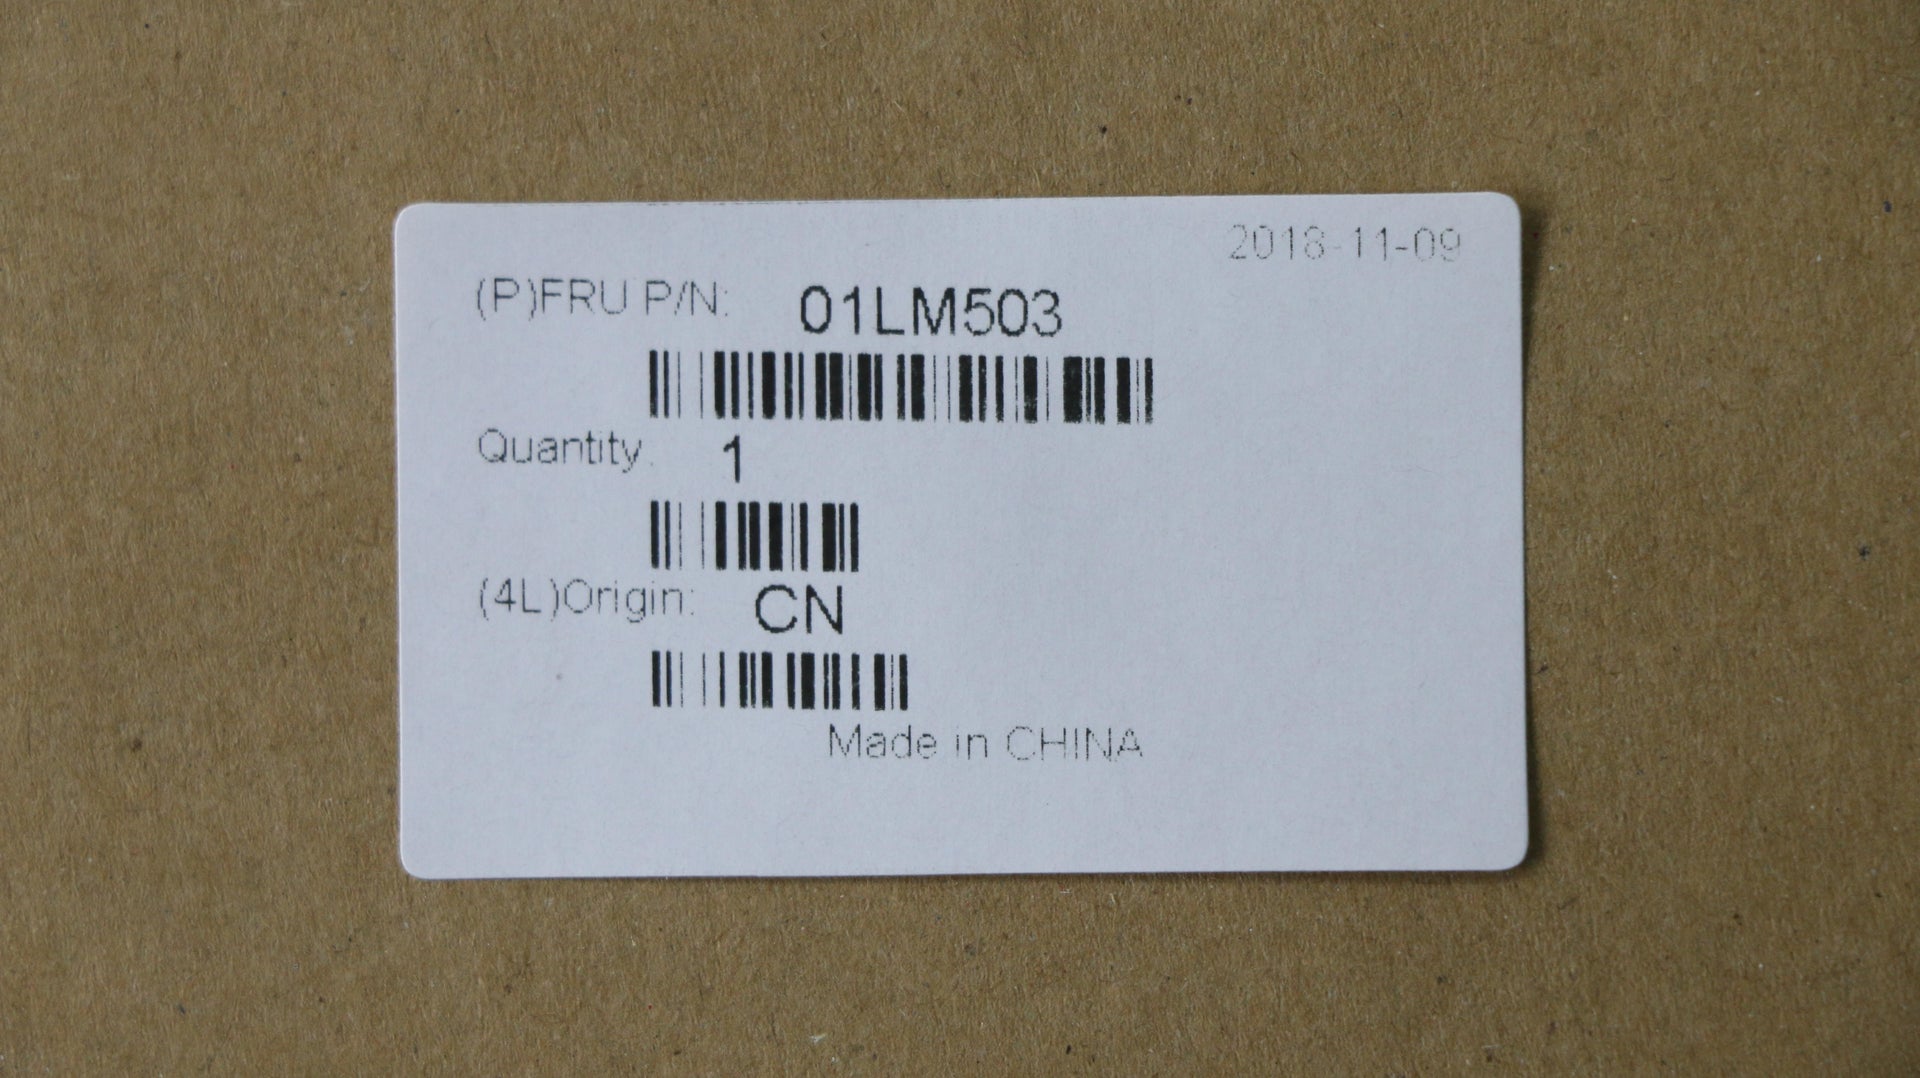 2018-11-09
(P)FRU P/N: 01LM503
Quantity: 1
(4L)Origin: CN
Made in CHINA